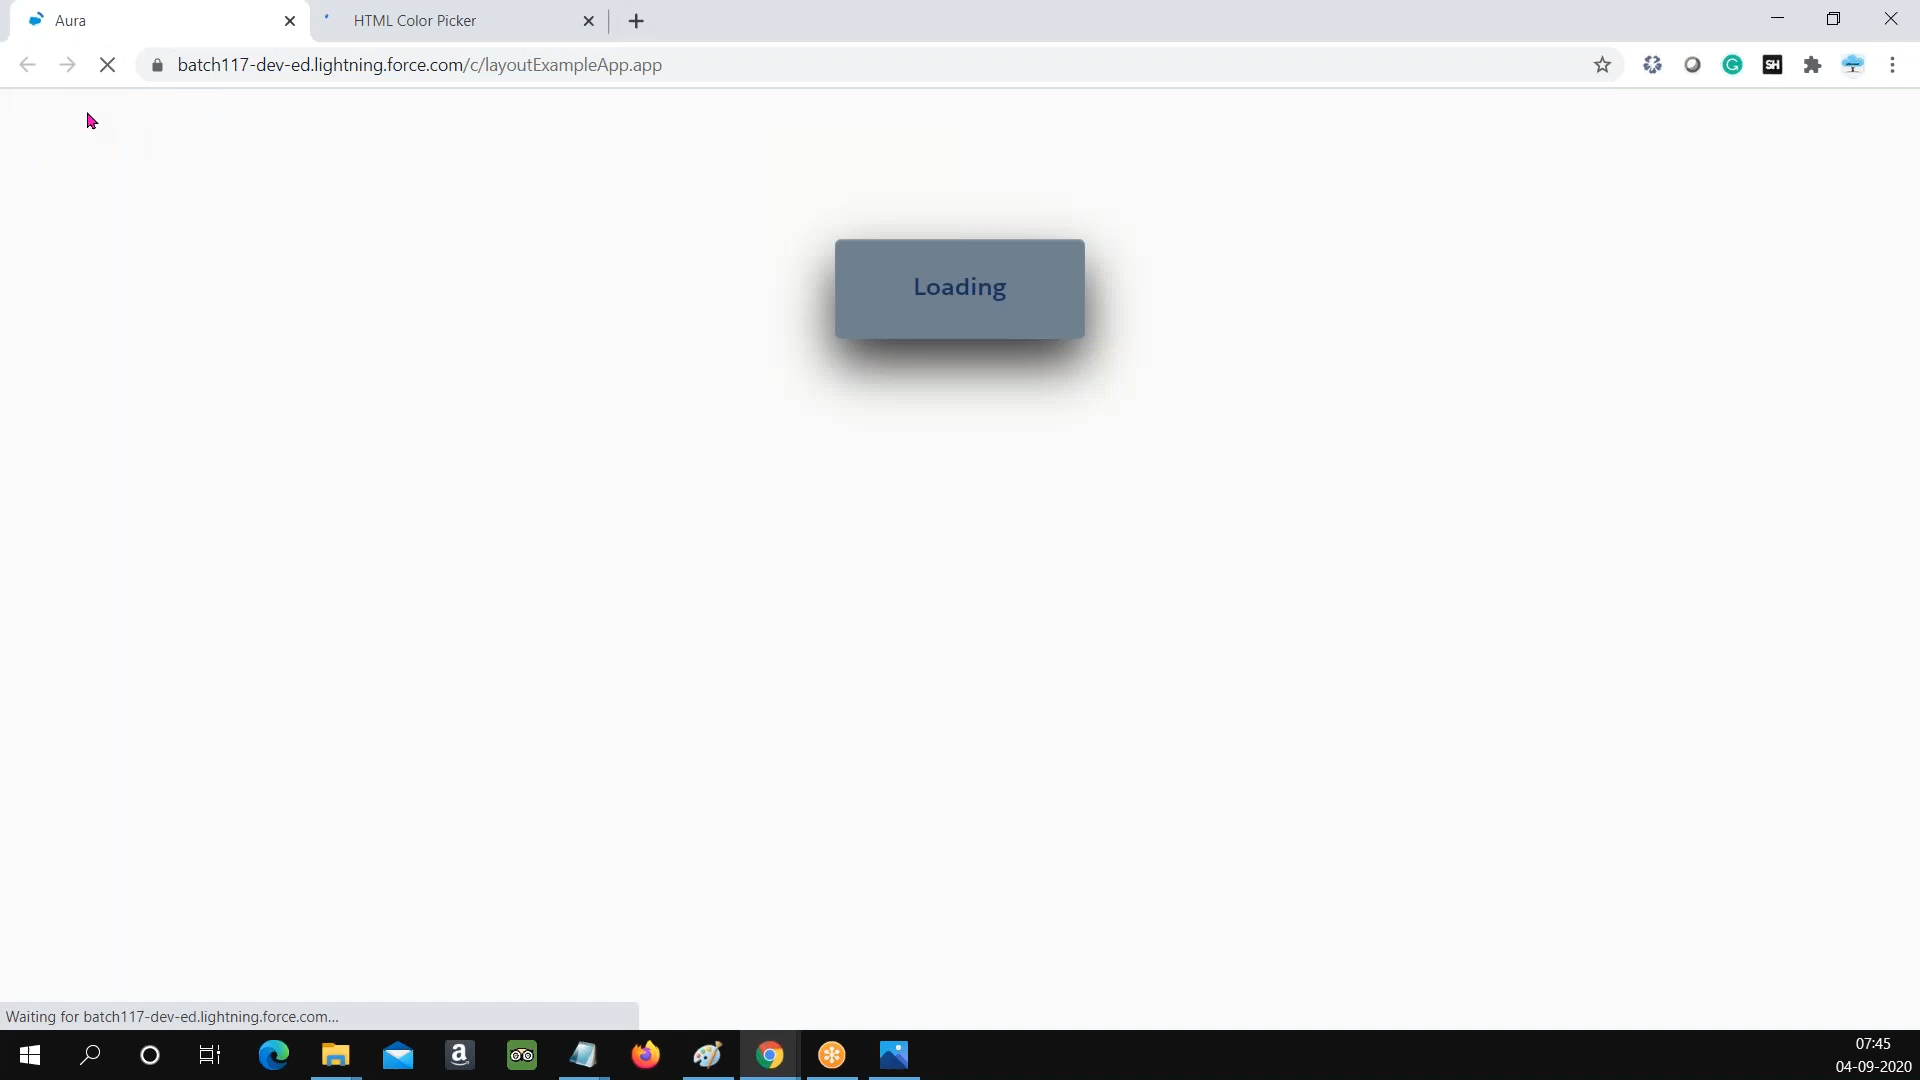 Aura
HTML Color Picker
batch117-dev-ed.lightning.force.com/c/layoutExampleApp.app
SH
Loading
Waiting for batch117-dev-ed.lightning.force.com...
07:45
04-09-2020